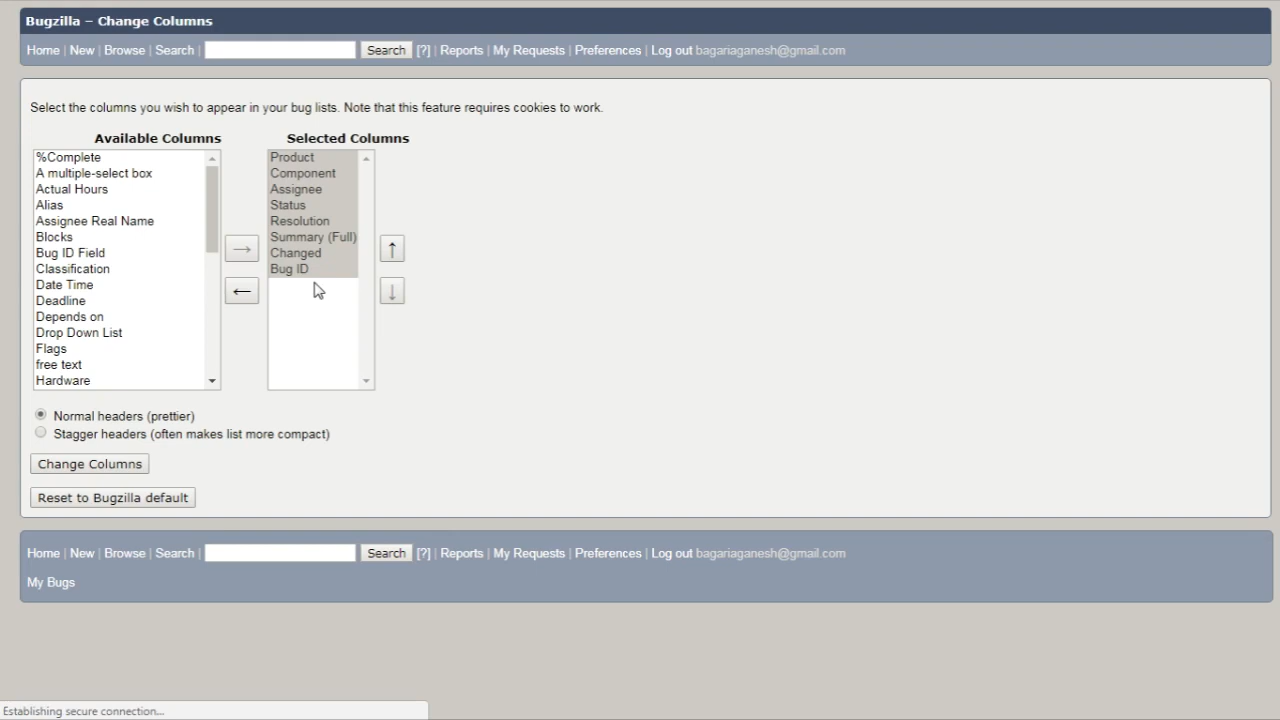 Bugzilla – Change Columns
Home | New | Browse | Search | Search [?] | Reports | My Requests | Preferences | Log out bagariaganesh@gmail.com
Select the columns you wish to appear in your bug lists. Note that this feature requires cookies to work.
Available Columns
%Complete
A multiple-select box
Actual Hours
Alias
Assignee Real Name
Blocks
Bug ID Field
Classification
Date Time
Deadline
Depends on
Drop Down List
Flags
free text
Hardware
→
←
Selected Columns
Product
Component
Assignee
Status
Resolution
Summary (Full)
Changed
Bug ID
↑
↓
Normal headers (prettier)
Stagger headers (often makes list more compact)
Change Columns
Reset to Bugzilla default
Home | New | Browse | Search | Search [?] | Reports | My Requests | Preferences | Log out bagariaganesh@gmail.com
My Bugs
Establishing secure connection...